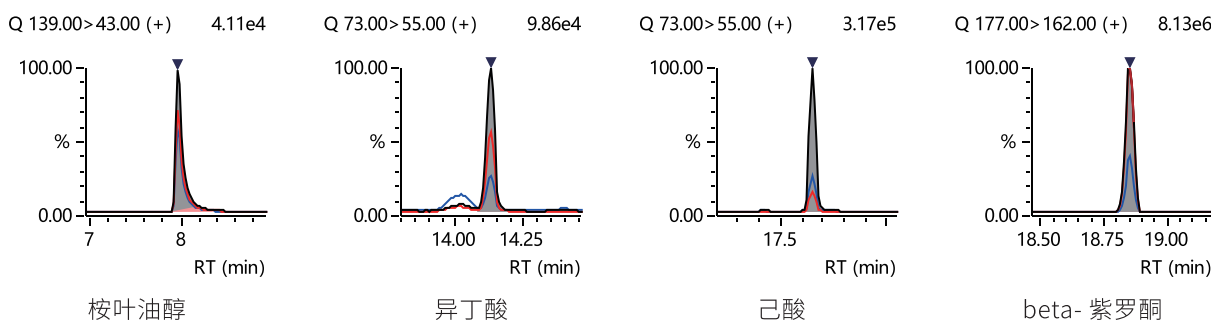 Q 139.00>43.00 (+) 4.11e4
100.00
%
0.00
7 8
RT (min)
桉叶油醇
Q 73.00>55.00 (+) 9.86e4
100.00
%
0.00
14.00 14.25
RT (min)
异丁酸
Q 73.00>55.00 (+) 3.17e5
100.00
%
0.00
17.5
RT (min)
己酸
Q 177.00>162.00 (+) 8.13e6
100.00
%
0.00
18.50 18.75 19.00
RT (min)
beta- 紫罗酮